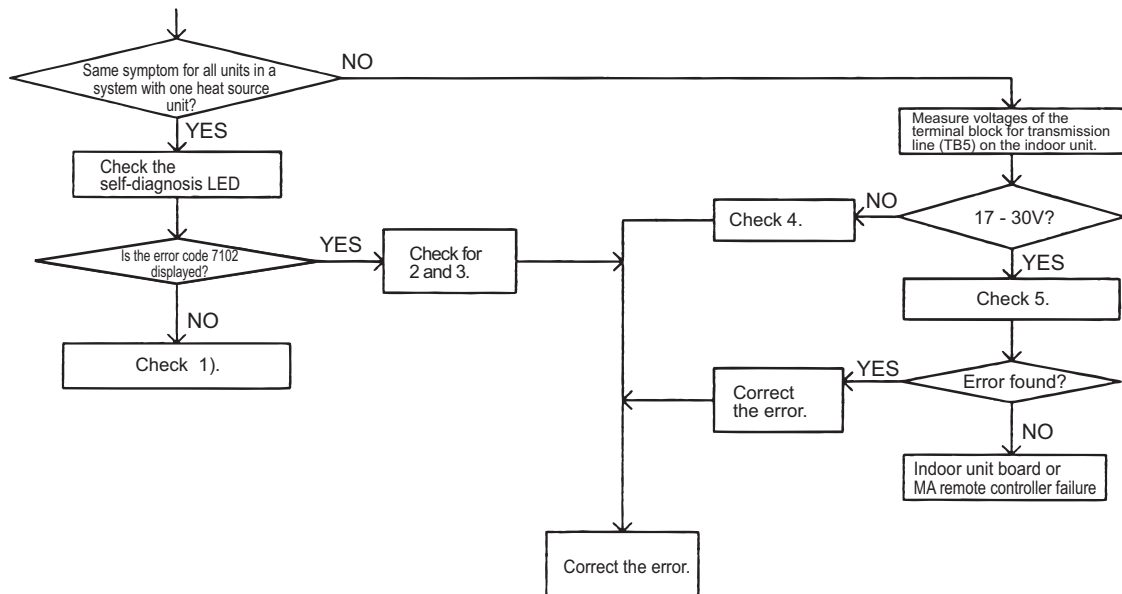 Same symptom for all units in a
system with one heat source
unit?
NO
YES
Measure voltages of the
terminal block for transmission
line (TB5) on the indoor unit.
Check the
self-diagnosis LED
17 - 30V?
NO
Check 4.
YES
Is the error code 7102
displayed?
YES
Check for
2 and 3.
Check 5.
NO
Check 1).
Error found?
YES
Correct
the error.
NO
Indoor unit board or
MA remote controller failure
Correct the error.